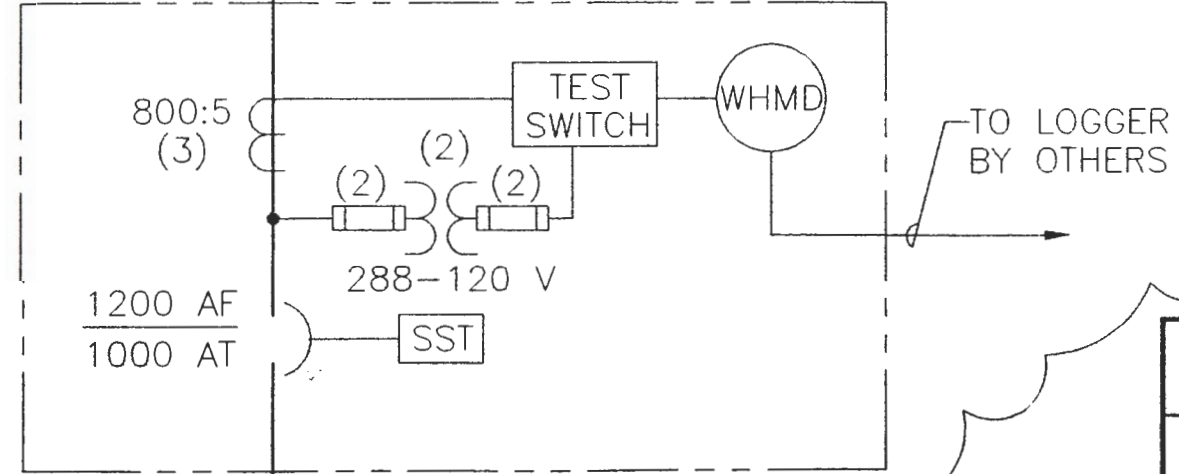 800:5
(3)
TEST
SWITCH
WHMD
TO LOGGER
BY OTHERS
(2)
(2)
(2)
288-120 V
1200 AF
1000 AT
SST